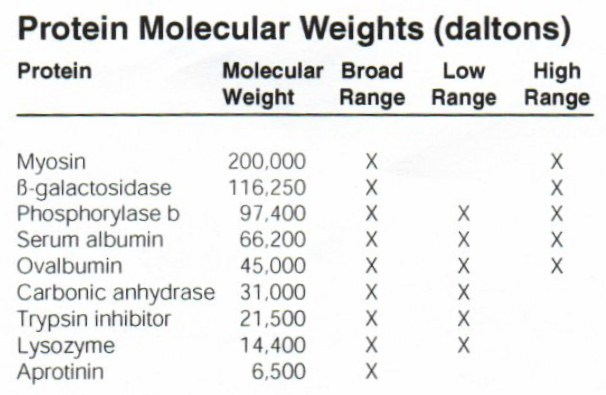 Protein Molecular Weights (daltons)
Protein Molecular Broad Low High
Weight Range Range Range
Myosin 200,000 X X
ß-galactosidase 116,250 X X
Phosphorylase b 97,400 X X X
Serum albumin 66,200 X X X
Ovalbumin 45,000 X X X
Carbonic anhydrase 31,000 X X
Trypsin inhibitor 21,500 X X
Lysozyme 14,400 X X
Aprotinin 6,500 X